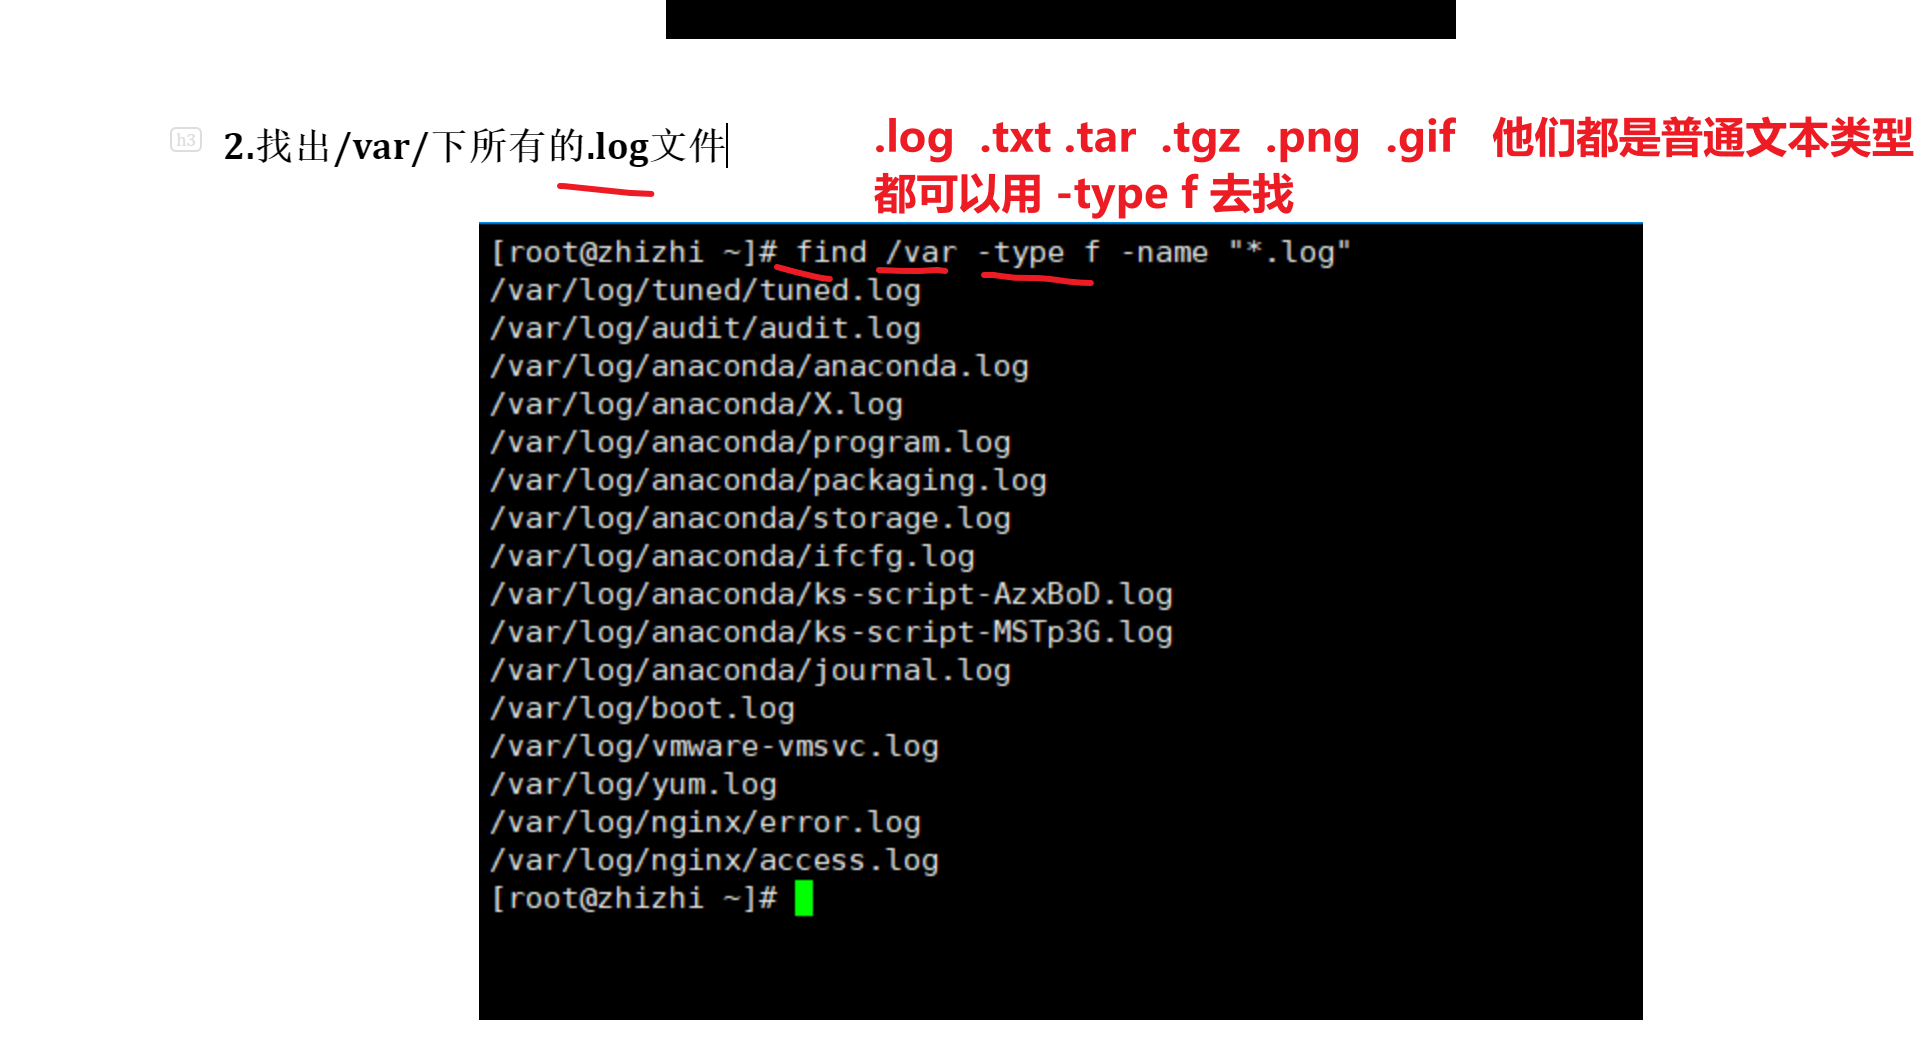 h3
2.找出/var/下所有的.log文件
.log .txt .tar .tgz .png .gif 他们都是普通文本类型
都可以用 -type f 去找
[root@zhizhi ~]# find /var -type f -name "*.log"
/var/log/tuned/tuned.log
/var/log/audit/audit.log
/var/log/anaconda/anaconda.log
/var/log/anaconda/X.log
/var/log/anaconda/program.log
/var/log/anaconda/packaging.log
/var/log/anaconda/storage.log
/var/log/anaconda/ifcfg.log
/var/log/anaconda/ks-script-AzxBoD.log
/var/log/anaconda/ks-script-MSTp3G.log
/var/log/anaconda/journal.log
/var/log/boot.log
/var/log/vmware-vmsvc.log
/var/log/yum.log
/var/log/nginx/error.log
/var/log/nginx/access.log
[root@zhizhi ~]#